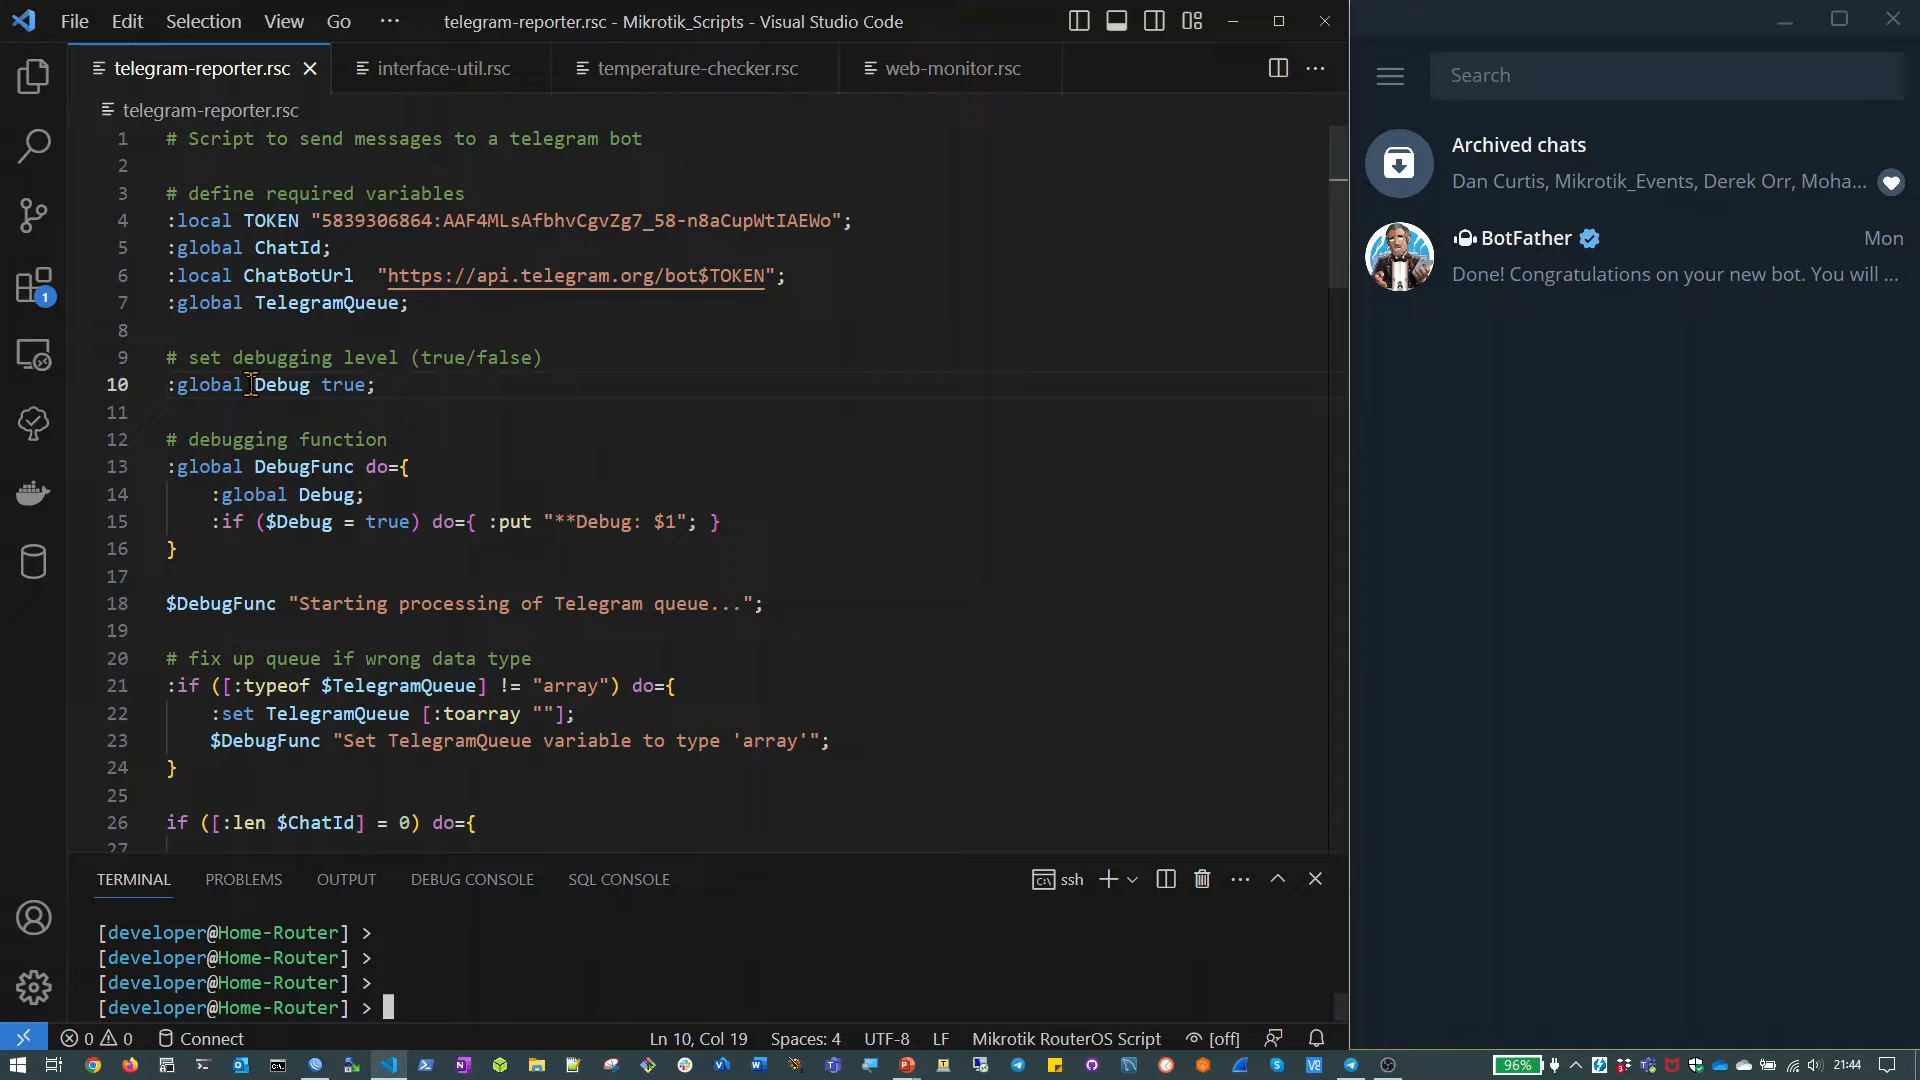 File Edit Selection View Go ··· telegram-reporter.rsc - Mikrotik_Scripts - Visual Studio Code
telegram-reporter.rsc interface-util.rsc temperature-checker.rsc web-monitor.rsc
telegram-reporter.rsc
1 # Script to send messages to a telegram bot
2
3 # define required variables
4 :local TOKEN "5839306864:AAF4MLsAfbhvCgvZg7_58-n8aCupWtIAEWo";
5 :global ChatId;
6 :local ChatBotUrl "https://api.telegram.org/bot$TOKEN";
7 :global TelegramQueue;
8
9 # set debugging level (true/false)
10 :global Debug true;
11
12 # debugging function
13 :global DebugFunc do={
14 :global Debug;
15 :if ($Debug = true) do={ :put "**Debug: $1"; }
16 }
17
18 $DebugFunc "Starting processing of Telegram queue...";
19
20 # fix up queue if wrong data type
21 :if ([:typeof $TelegramQueue] != "array") do={
22 :set TelegramQueue [:toarray ""];
23 $DebugFunc "Set TelegramQueue variable to type 'array'";
24 }
25
26 if ([:len $ChatId] = 0) do={
27
TERMINAL PROBLEMS OUTPUT DEBUG CONSOLE SQL CONSOLE ssh
[developer@Home-Router] >
[developer@Home-Router] >
[developer@Home-Router] >
[developer@Home-Router] >
0 0 Connect Ln 10, Col 19 Spaces: 4 UTF-8 LF Mikrotik RouterOS Script [off]
1
Search
Archived chats
Dan Curtis, Mikrotik_Events, Derek Orr, Moha...
BotFather Mon
Done! Congratulations on your new bot. You will ...
96% 21:44